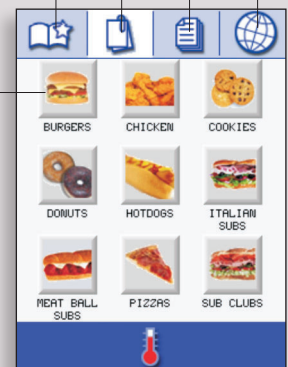 BURGERS
CHICKEN
COOKIES
DONUTS
HOTDOGS
ITALIAN
SUBS
MEAT BALL
SUBS
PIZZAS
SUB CLUBS